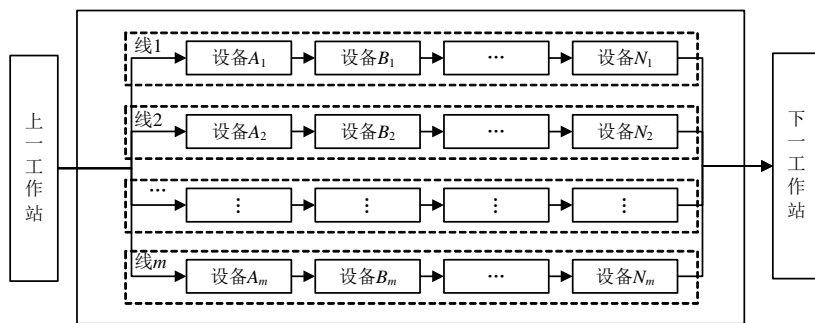 上一工作站
线1
设备A₁
设备B₁
...
设备N₁
线2
设备A₂
设备B₂
...
设备N₂
...
⋮
⋮
⋮
⋮
线m
设备Aₘ
设备Bₘ
...
设备Nₘ
下一工作站